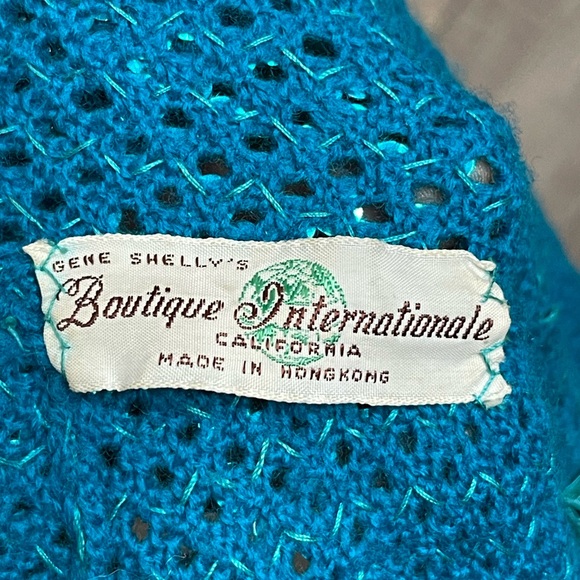 GENE SHELLY'S
Boutique Internationale
CALIFORNIA
MADE IN HONGKONG